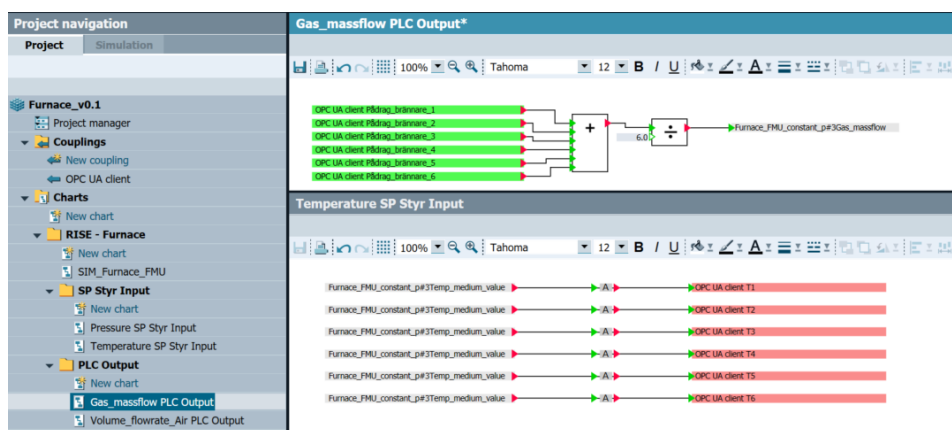 Project navigation
Project
Simulation
Furnace_v0.1
Project manager
Couplings
New coupling
OPC UA client
Charts
New chart
RISE - Furnace
New chart
SIM_Furnace_FMU
SP Styr Input
New chart
Pressure SP Styr Input
Temperature SP Styr Input
PLC Output
New chart
Gas_massflow PLC Output
Volume_flowrate_Air PLC Output
Gas_massflow PLC Output*
100% Tahoma 12 B I U A
OPC UA client Pådrag_brännare_1
OPC UA client Pådrag_brännare_2
OPC UA client Pådrag_brännare_3
OPC UA client Pådrag_brännare_4
OPC UA client Pådrag_brännare_5
OPC UA client Pådrag_brännare_6
+
6.0 ÷
Furnace_FMU_constant_p#3Gas_massflow
Temperature SP Styr Input
100% Tahoma 12 B I U A
Furnace_FMU_constant_p#3Temp_medium_value A OPC UA client T1
Furnace_FMU_constant_p#3Temp_medium_value A OPC UA client T2
Furnace_FMU_constant_p#3Temp_medium_value A OPC UA client T3
Furnace_FMU_constant_p#3Temp_medium_value A OPC UA client T4
Furnace_FMU_constant_p#3Temp_medium_value A OPC UA client T5
Furnace_FMU_constant_p#3Temp_medium_value A OPC UA client T6